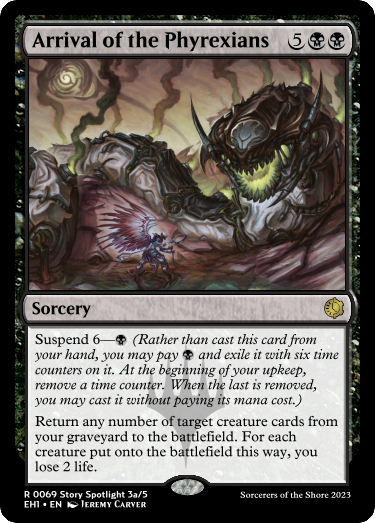 Arrival of the Phyrexians 5
Sorcery
Suspend 6— (Rather than cast this card from
your hand, you may pay and exile it with six time
counters on it. At the beginning of your upkeep,
remove a time counter. When the last is removed,
you may cast it without paying its mana cost.)
Return any number of target creature cards from
your graveyard to the battlefield. For each
creature put onto the battlefield this way, you
lose 2 life.
R 0069 Story Spotlight 3a/5
EH1 • EN Jeremy Carver
Sorcerers of the Shore 2023